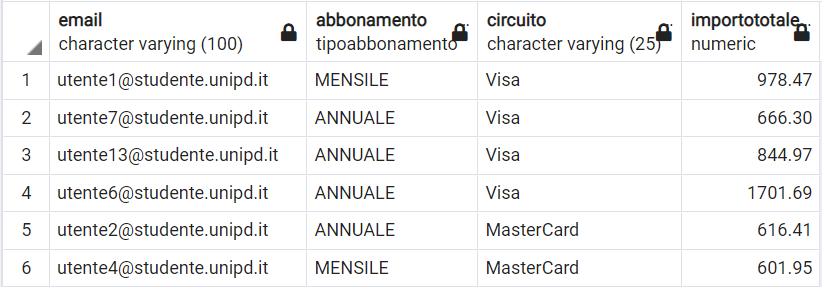 email abbonamento circuito importototale
character varying (100) tipoabbonamento character varying (25) numeric
1 utente1@studente.unipd.it MENSILE Visa 978.47
2 utente7@studente.unipd.it ANNUALE Visa 666.30
3 utente13@studente.unipd.it ANNUALE Visa 844.97
4 utente6@studente.unipd.it ANNUALE Visa 1701.69
5 utente2@studente.unipd.it ANNUALE MasterCard 616.41
6 utente4@studente.unipd.it MENSILE MasterCard 601.95